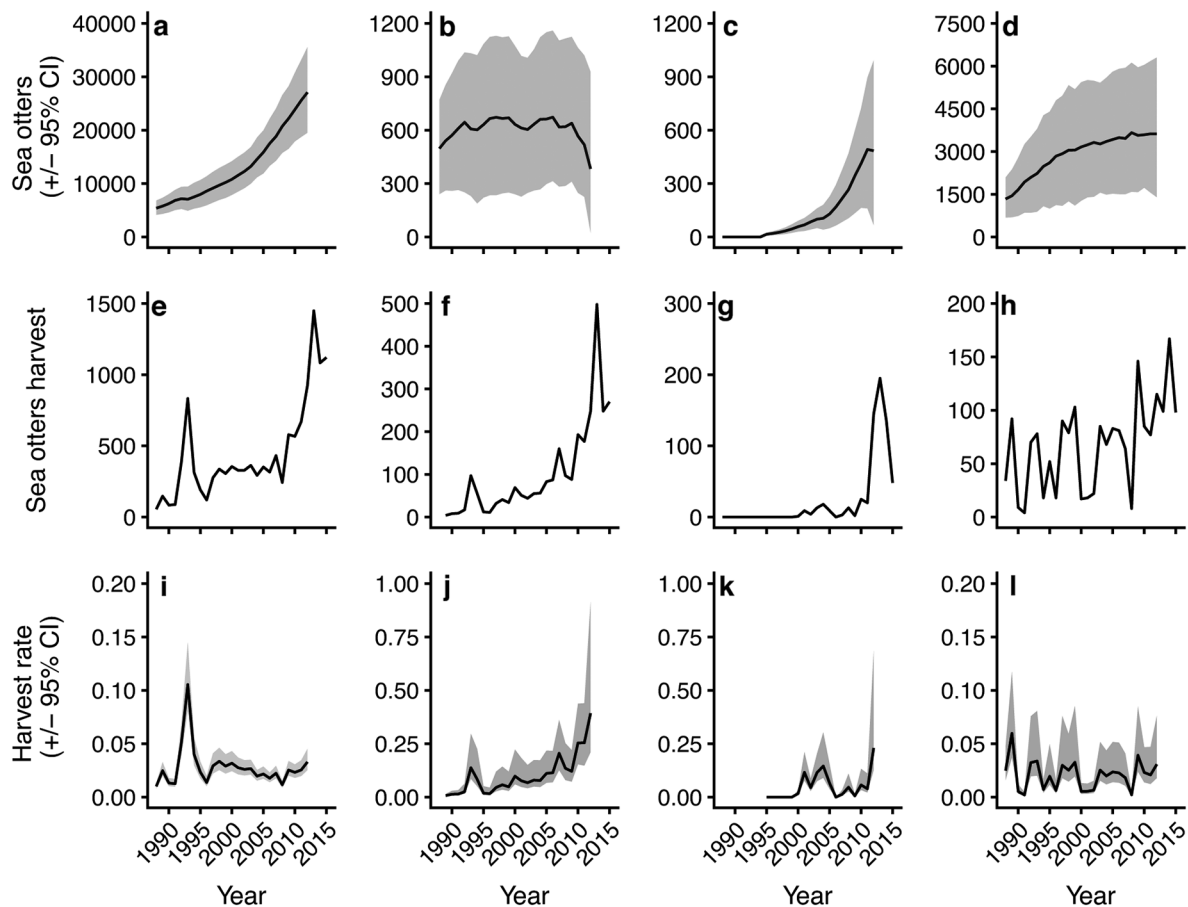 Sea otters
(+/− 95% CI)
a
40000
30000
20000
10000
0
b
1200
900
600
300
0
c
1200
900
600
300
0
d
7500
6000
4500
3000
1500
0
Sea otters harvest
e
1500
1000
500
0
f
500
400
300
200
100
0
g
300
200
100
0
h
200
150
100
50
0
Harvest rate
(+/− 95% CI)
i
0.20
0.15
0.10
0.05
0.00
j
1.00
0.75
0.50
0.25
0.00
k
1.00
0.75
0.50
0.25
0.00
l
0.20
0.15
0.10
0.05
0.00
1990 1995 2000 2005 2010 2015
1990 1995 2000 2005 2010 2015
1990 1995 2000 2005 2010 2015
1990 1995 2000 2005 2010 2015
Year
Year
Year
Year